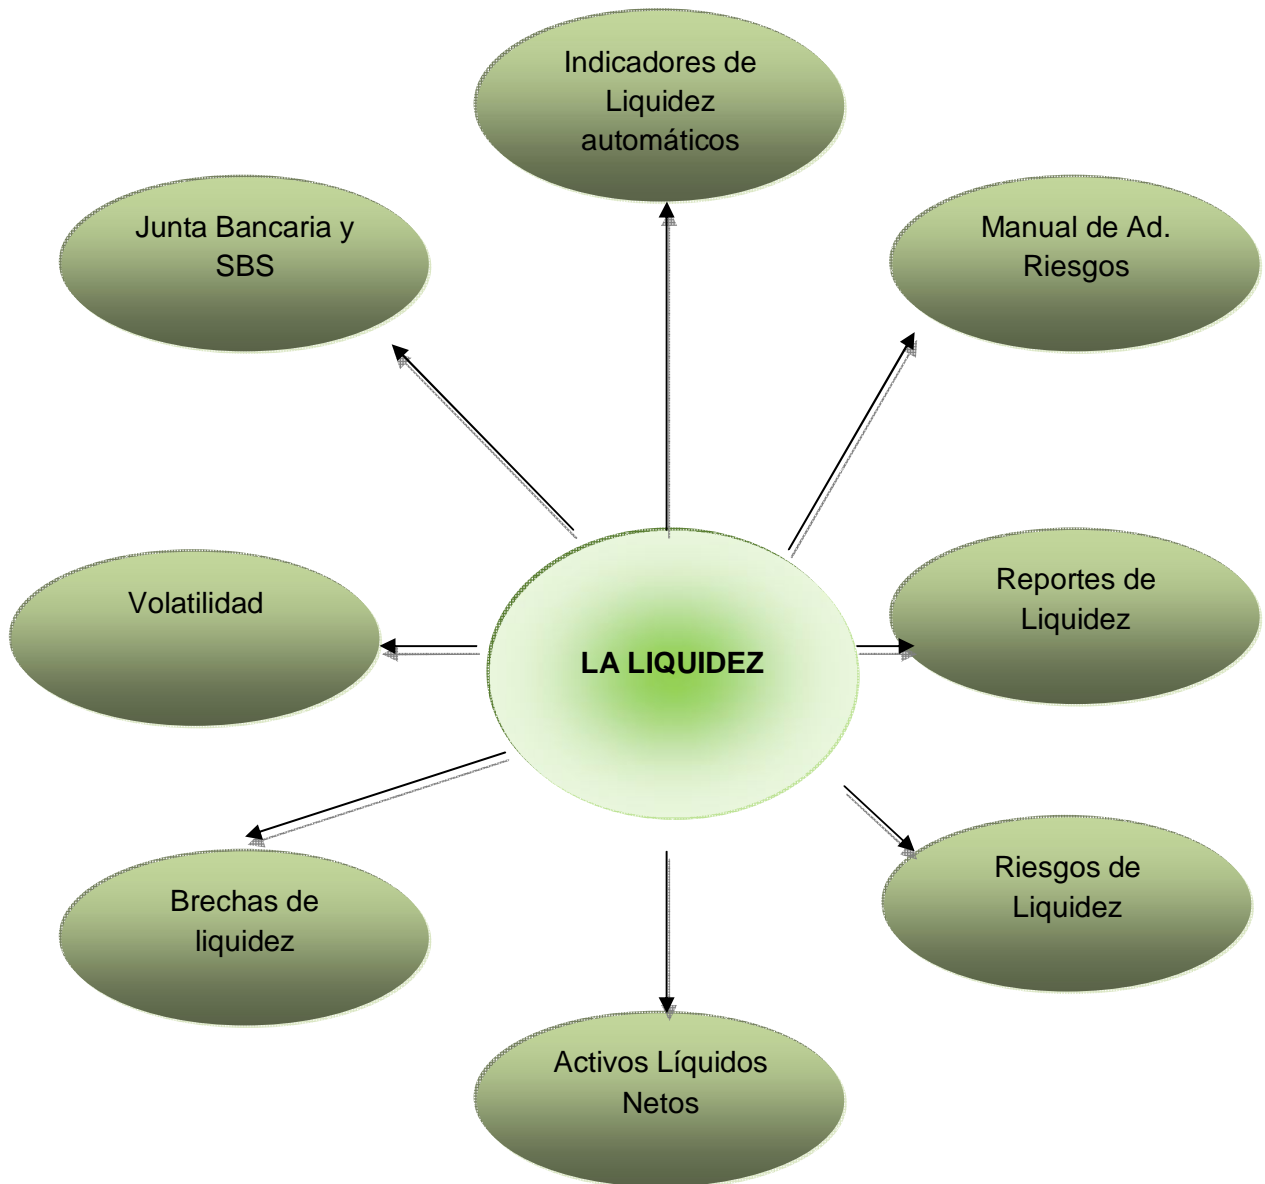 Indicadores de
Liquidez
automáticos
Junta Bancaria y
SBS
Manual de Ad.
Riesgos
Volatilidad
LA LIQUIDEZ
Reportes de
Liquidez
Brechas de
liquidez
Riesgos de
Liquidez
Activos Líquidos
Netos